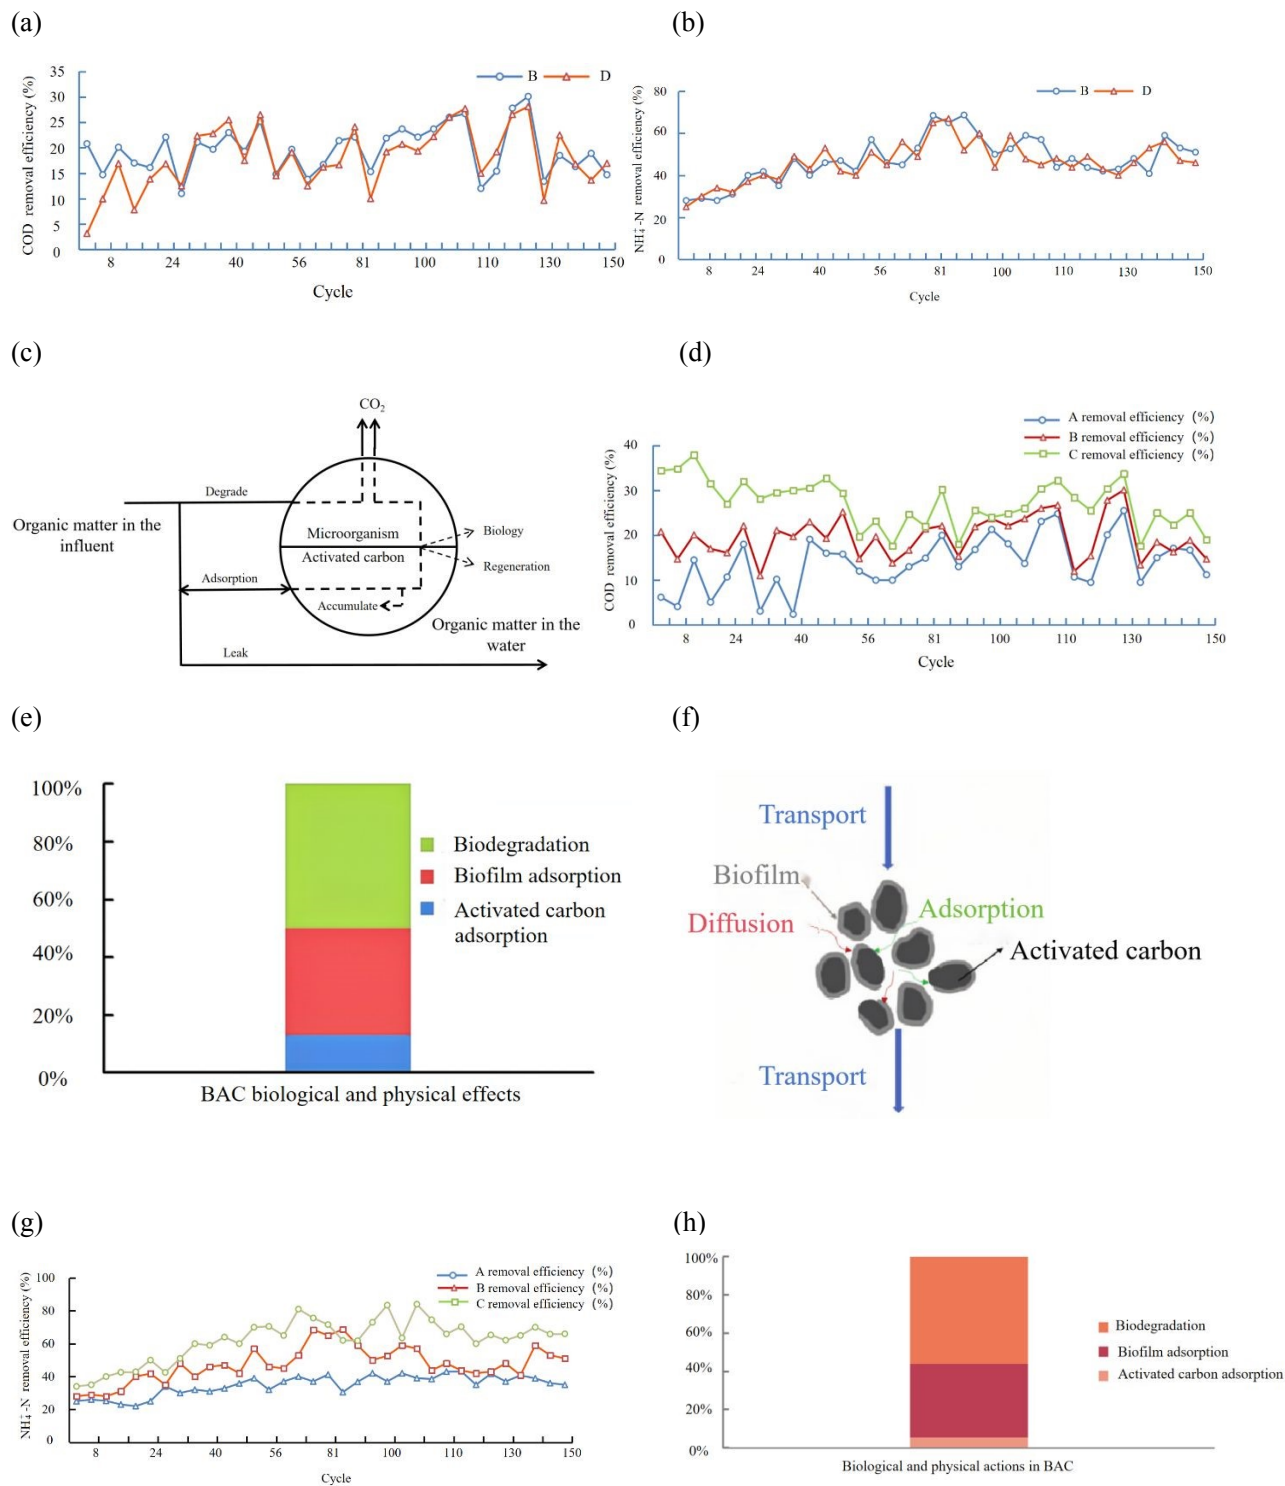 (a)
B
D
COD removal efficiency (%)
35
30
25
20
15
10
5
0
8
24
40
56
81
100
110
130
150
Cycle
(b)
B
D
NH₄⁺-N removal efficiency (%)
80
60
40
20
0
8
24
40
56
81
100
110
130
150
Cycle
(c)
CO₂
Degrade
Organic matter in the
influent
Microorganism
Activated carbon
Biology
Regeneration
Adsorption
Accumulate
Organic matter in the
water
Leak
(d)
A removal efficiency (%)
B removal efficiency (%)
C removal efficiency (%)
COD removal efficiency (%)
40
30
20
10
0
8
24
40
56
81
100
110
130
150
Cycle
(e)
100%
80%
60%
40%
20%
0%
Biodegradation
Biofilm adsorption
Activated carbon
adsorption
BAC biological and physical effects
(f)
Transport
Biofilm
Diffusion
Adsorption
Activated carbon
Transport
(g)
A removal efficiency (%)
B removal efficiency (%)
C removal efficiency (%)
NH₄⁺-N removal efficiency (%)
100
80
60
40
20
0
8
24
40
56
81
100
110
130
150
Cycle
(h)
100%
80%
60%
40%
20%
0%
Biodegradation
Biofilm adsorption
Activated carbon adsorption
Biological and physical actions in BAC